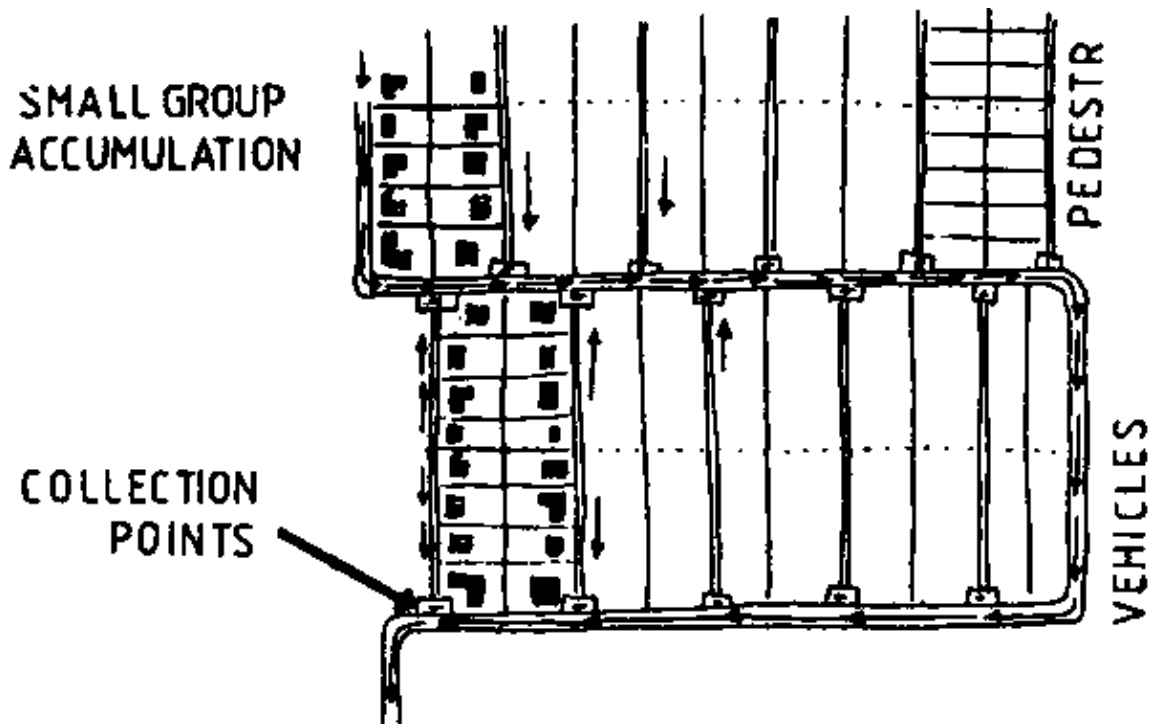 SMALL GROUP
ACCUMULATION
PEDESTR
COLLECTION
POINTS
VEHICLES